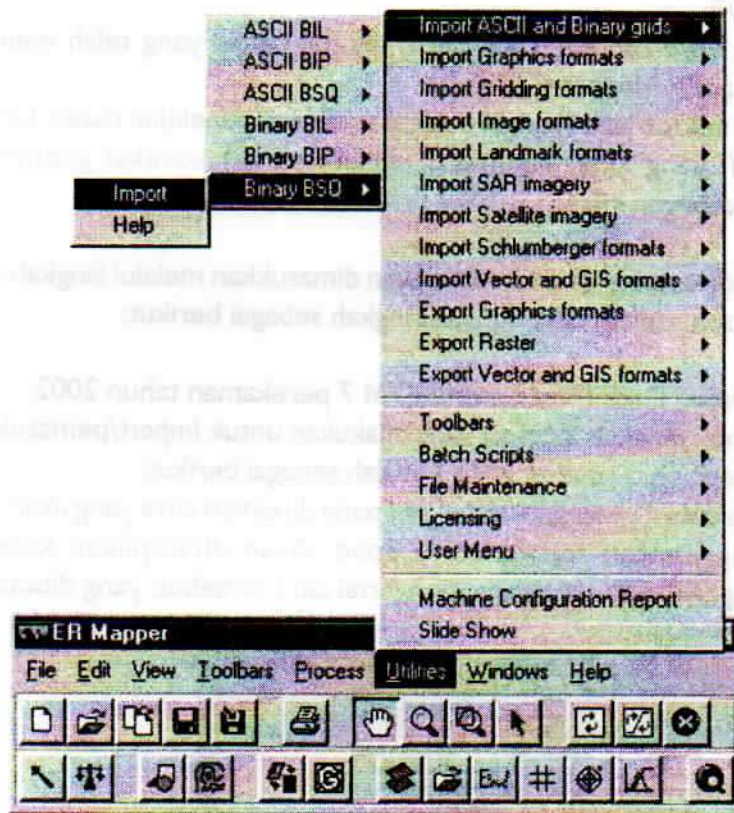 ASCII BIL
ASCII BIP
ASCII BSQ
Binary BIL
Binary BIP
Binary BSQ
Import
Help
Import ASCII and Binary grids
Import Graphics formats
Import Gridding formats
Import Image formats
Import Landmark formats
Import SAR imagery
Import Satellite imagery
Import Schlumberger formats
Import Vector and GIS formats
Export Graphics formats
Export Raster
Export Vector and GIS formats
Toolbars
Batch Scripts
File Maintenance
Licensing
User Menu
Machine Configuration Report
Slide Show
ER Mapper
File Edit View Toolbars Process Utilities Windows Help